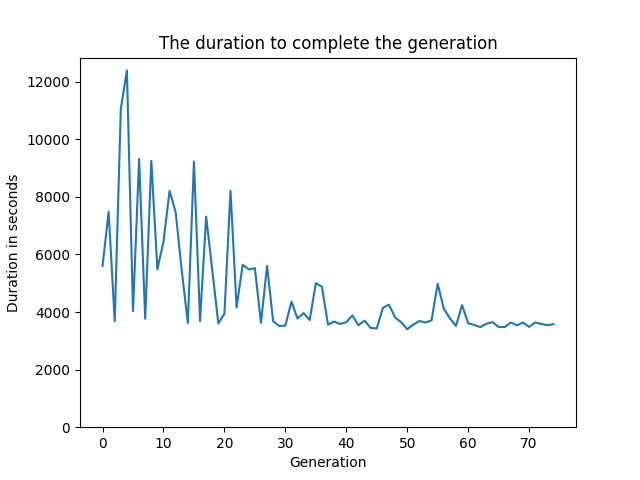 The duration to complete the generation
12000
10000
8000
6000
4000
2000
0
Duration in seconds
0 10 20 30 40 50 60 70
Generation